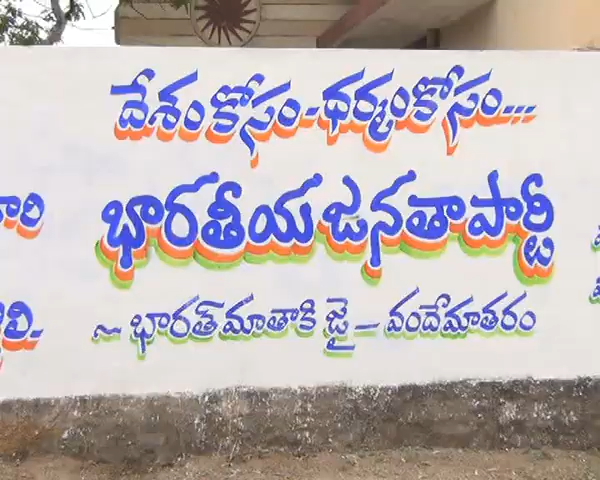 దేశం కోసం-ధర్మం కోసం...
భారతీయ జనతా పార్టీ
~ భారత్ మాతాకి జై - వందేమాతరం